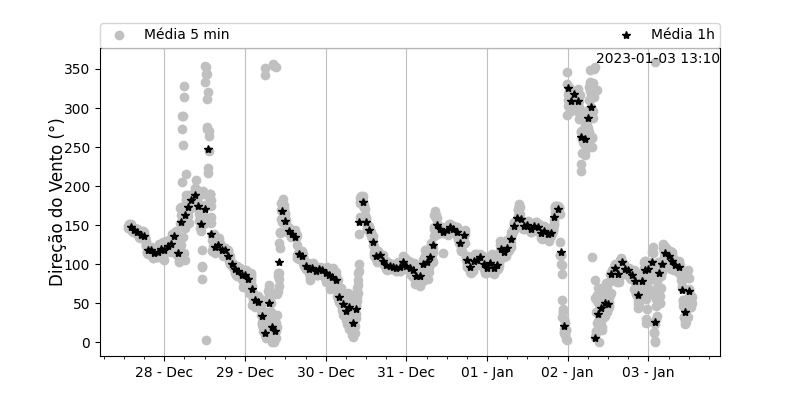 Média 5 min
Média 1h
2023-01-03 13:10
Direção do Vento (°)
350
300
250
200
150
100
50
0
28 - Dec
29 - Dec
30 - Dec
31 - Dec
01 - Jan
02 - Jan
03 - Jan